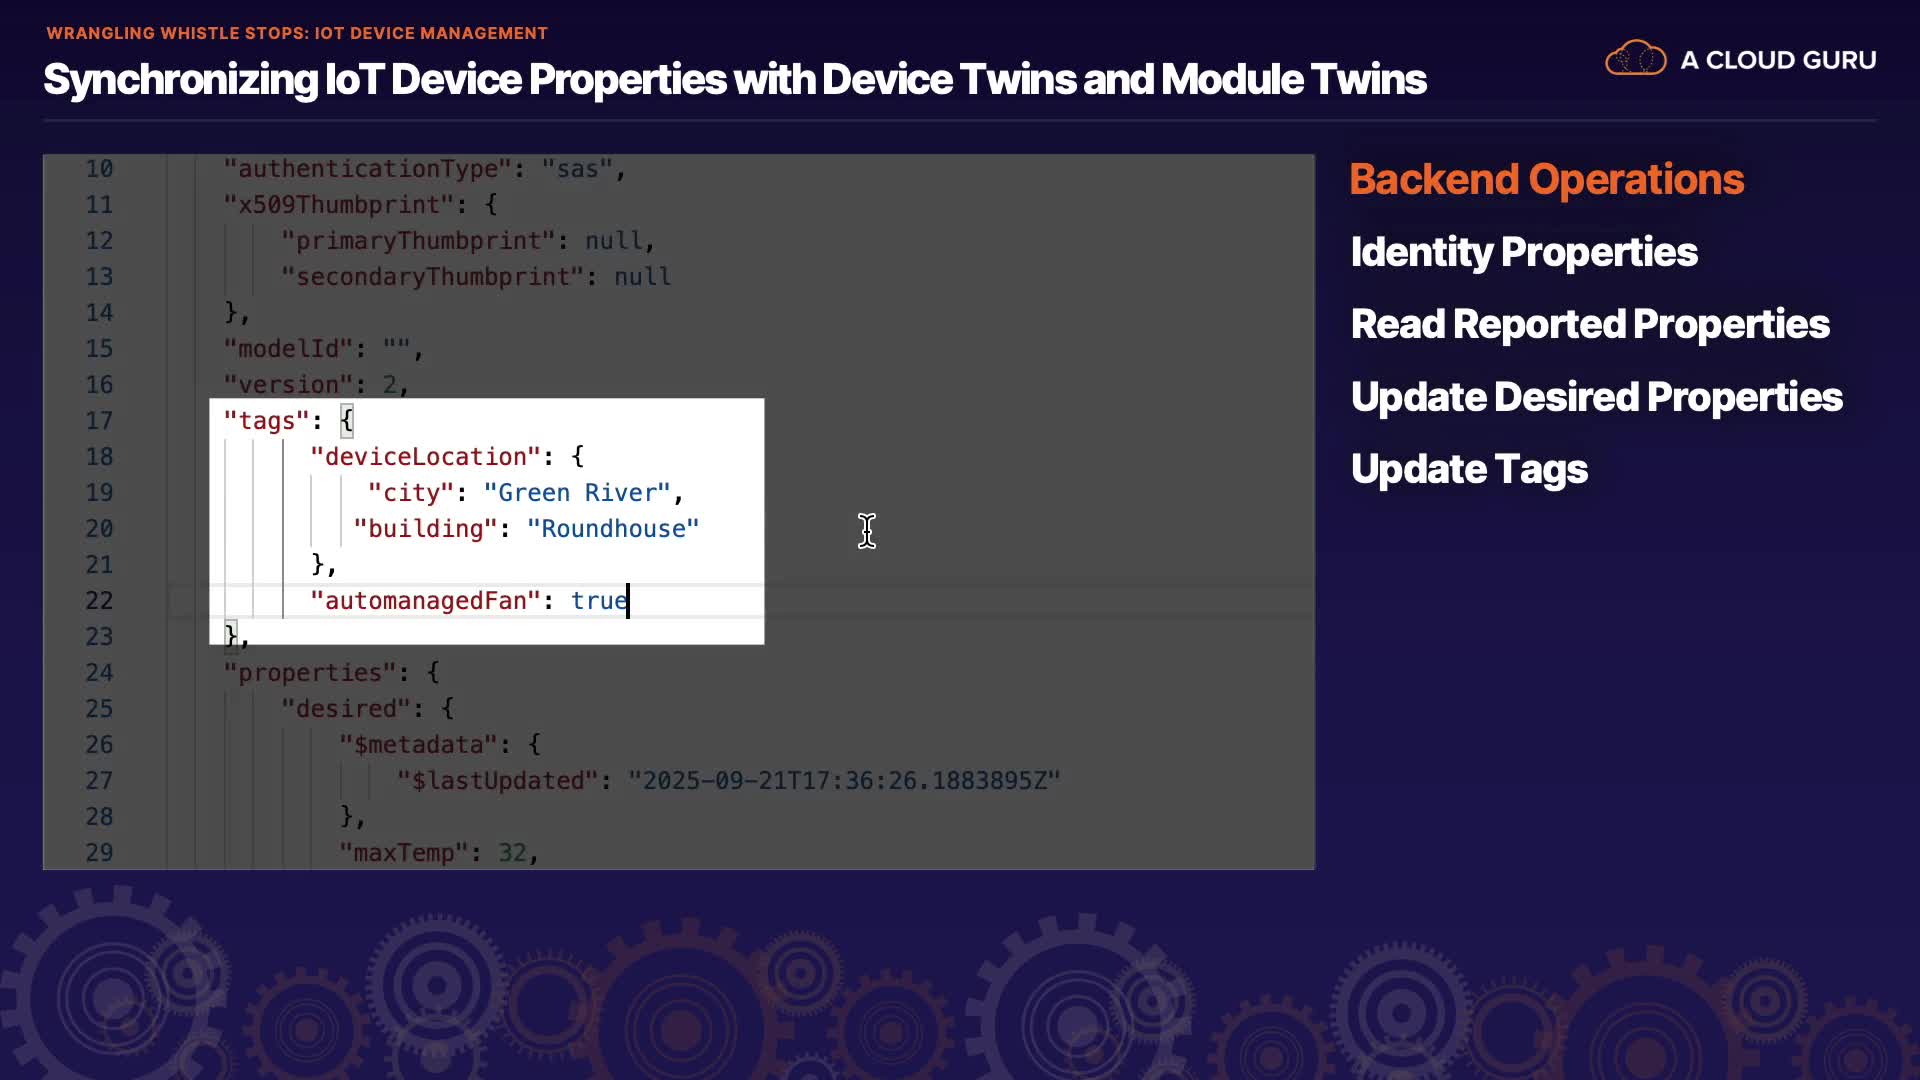 WRANGLING WHISTLE STOPS: IOT DEVICE MANAGEMENT
Synchronizing IoT Device Properties with Device Twins and Module Twins
A CLOUD GURU
10 "authenticationType": "sas",
11 "x509Thumbprint": {
12 "primaryThumbprint": null,
13 "secondaryThumbprint": null
14 },
15 "modelId": "",
16 "version": 2,
17 "tags": {
18 "deviceLocation": {
19 "city": "Green River",
20 "building": "Roundhouse"
21 },
22 "automanagedFan": true
23 },
24 "properties": {
25 "desired": {
26 "$metadata": {
27 "$lastUpdated": "2025-09-21T17:36:26.1883895Z"
28 },
29 "maxTemp": 32,
Backend Operations
Identity Properties
Read Reported Properties
Update Desired Properties
Update Tags